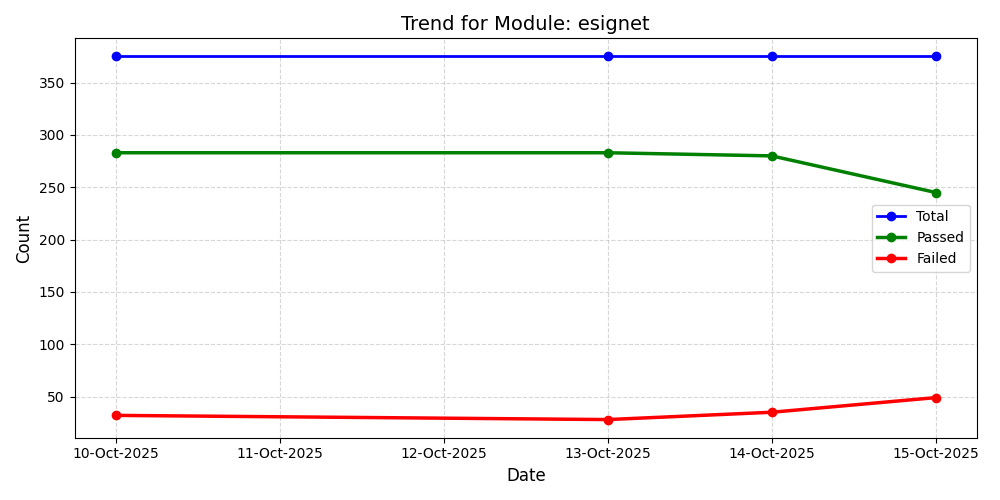 Trend for Module: esignet
350
300
250
200
150
100
50
Count
Total
Passed
Failed
10-Oct-2025 11-Oct-2025 12-Oct-2025 13-Oct-2025 14-Oct-2025 15-Oct-2025
Date